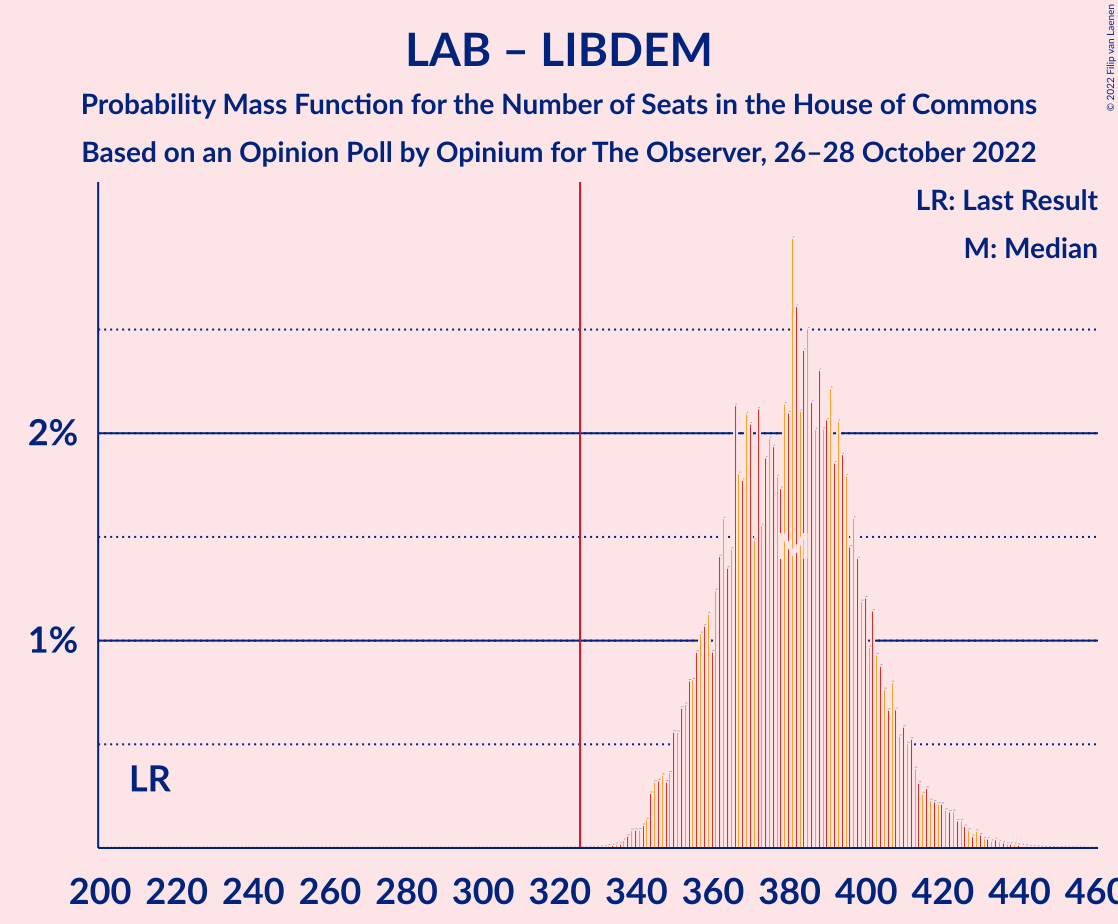 LAB – LIBDEM
Probability Mass Function for the Number of Seats in the House of Commons
Based on an Opinion Poll by Opinium for The Observer, 26–28 October 2022
© 2022 Filip van Laenen
LR: Last Result
M: Median
2%
1%
LR
M
200 220 240 260 280 300 320 340 360 380 400 420 440 460